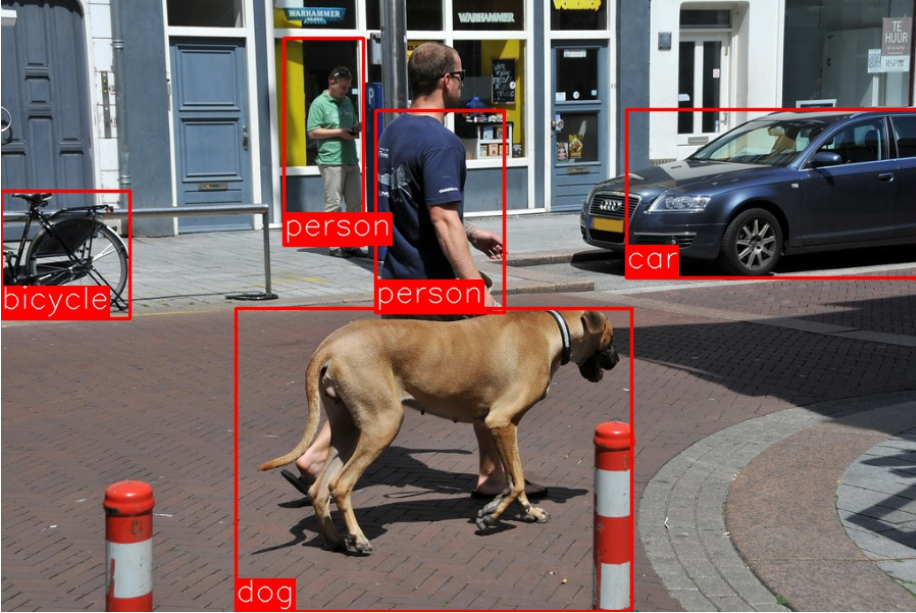 WARHAMMER
WARHAMMER
TE
HUUR
person
person
car
bicycle
dog